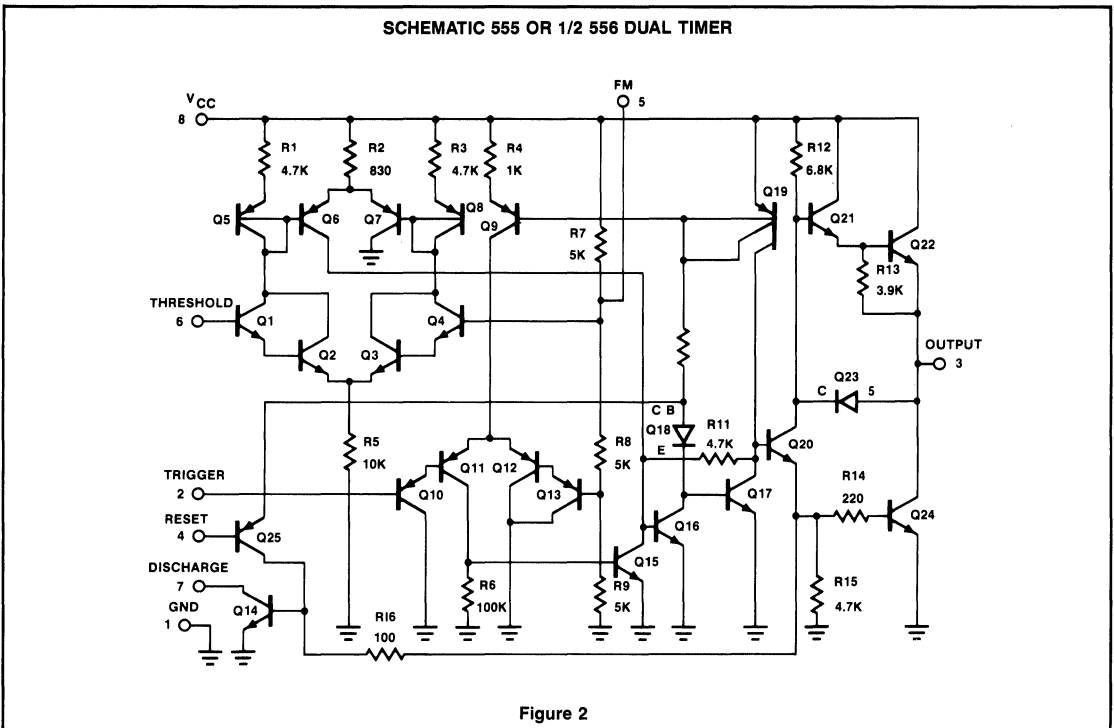 SCHEMATIC 555 OR 1/2 556 DUAL TIMER
FM
5
VCC
8
R1
4.7K
R2
830
R3
4.7K
R4
1K
R12
6.8K
Q19
Q5
Q6
Q7
Q8
Q9
R7
5K
Q21
Q22
R13
3.9K
THRESHOLD
6
Q1
Q2
Q3
Q4
OUTPUT
3
Q23
C
5
C B
Q18
E
R11
4.7K
Q20
R5
10K
R8
5K
TRIGGER
2
Q10
Q11
Q12
Q13
Q17
R14
220
Q24
RESET
4
Q25
Q16
Q15
DISCHARGE
7
Q14
GND
1
R6
100K
R9
5K
R15
4.7K
RI6
100
Figure 2